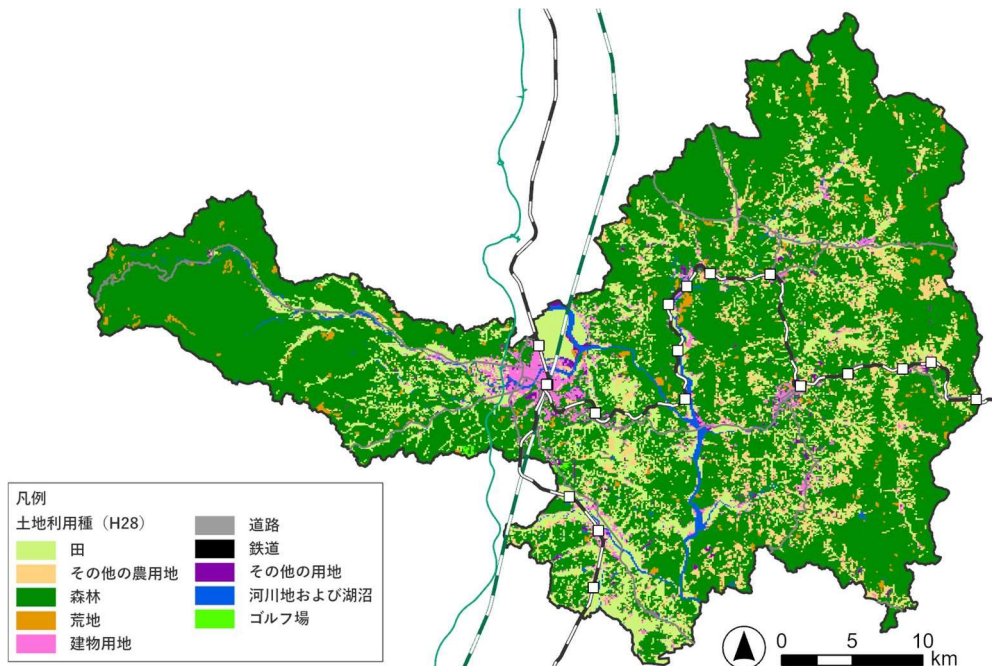 凡例
土地利用種（H28）
田
その他の農用地
森林
荒地
建物用地
道路
鉄道
その他の用地
河川地および湖沼
ゴルフ場
0 5 10
km